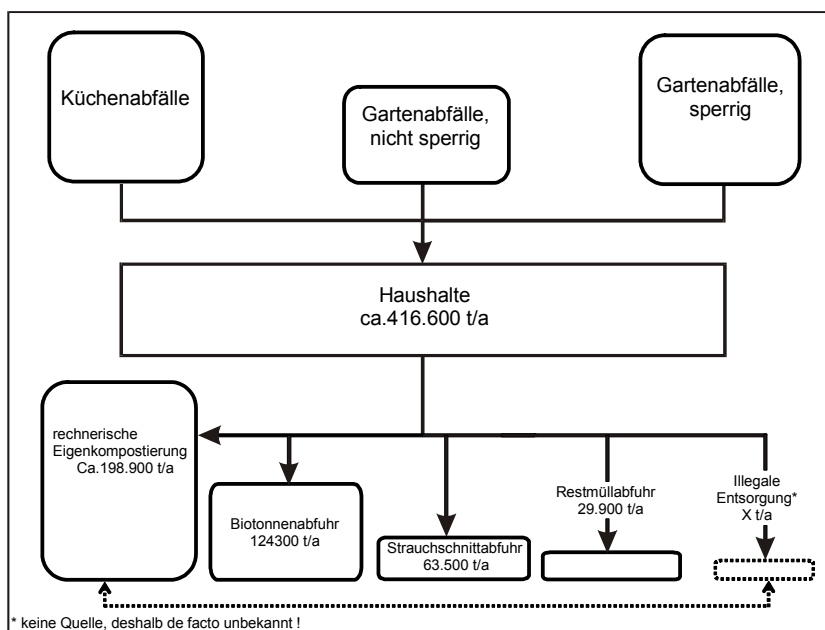 Küchenabfälle
Gartenabfälle,
nicht sperrig
Gartenabfälle,
sperrig
Haushalte
ca.416.600 t/a
rechnerische
Eigenkompostierung
Ca.198.900 t/a
Biotonnenabfuhr
124300 t/a
Strauchschnittabfuhr
63.500 t/a
Restmüllabfuhr
29.900 t/a
Illegale
Entsorgung*
X t/a
* keine Quelle, deshalb de facto unbekannt !